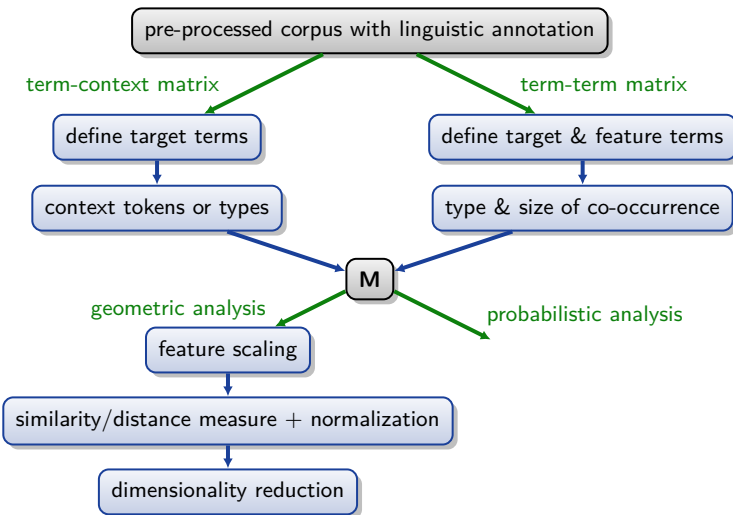 pre-processed corpus with linguistic annotation
term-context matrix
term-term matrix
define target terms
define target & feature terms
context tokens or types
type & size of co-occurrence
M
geometric analysis
probabilistic analysis
feature scaling
similarity/distance measure + normalization
dimensionality reduction